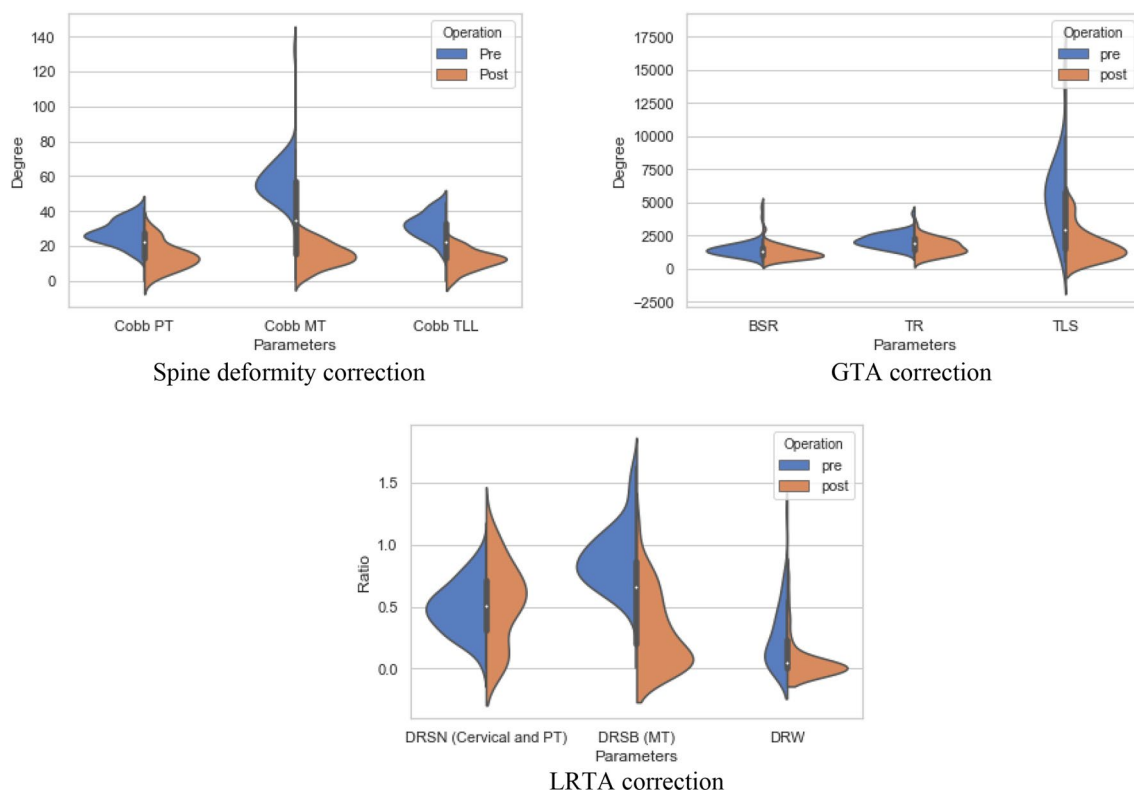 Operation
Pre
Post
140
120
100
80
60
40
20
0
Degree
Cobb PT Cobb MT Cobb TLL
Parameters
Spine deformity correction
Operation
pre
post
17500
15000
12500
10000
7500
5000
2500
0
−2500
Degree
BSR TR TLS
Parameters
GTA correction
Operation
pre
post
1.5
1.0
0.5
0.0
Ratio
DRSN (Cervical and PT) DRSB (MT) DRW
Parameters
LRTA correction